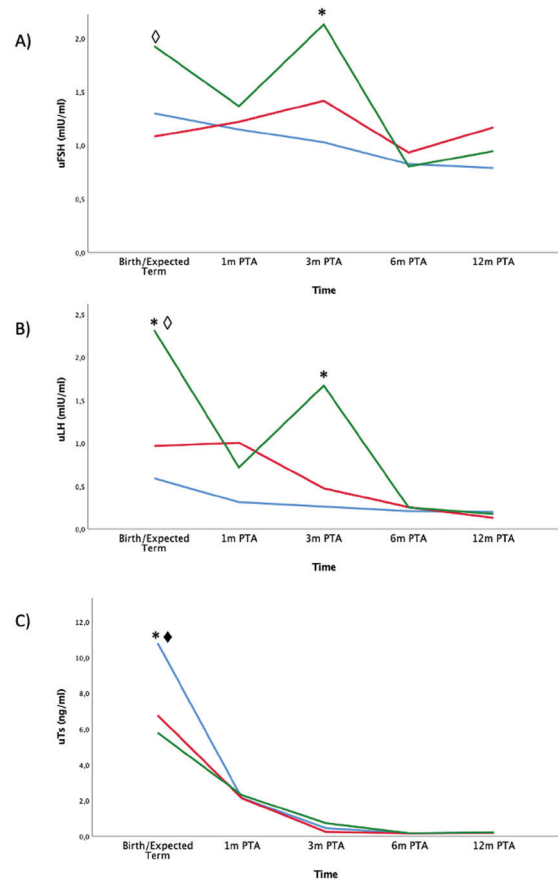 A)
◊
*
2,0
1,5
1,0
0,5
0,0
uFSH (mIU/ml)
Birth/Expected Term 1m PTA 3m PTA 6m PTA 12m PTA
Time
B)
* ◊
*
2,5
2,0
1,5
1,0
0,5
0,0
uLH (mIU/ml)
Birth/Expected Term 1m PTA 3m PTA 6m PTA 12m PTA
Time
C)
* ♦
12,0
10,0
8,0
6,0
4,0
2,0
0,0
uTs (ng/ml)
Birth/Expected Term 1m PTA 3m PTA 6m PTA 12m PTA
Time